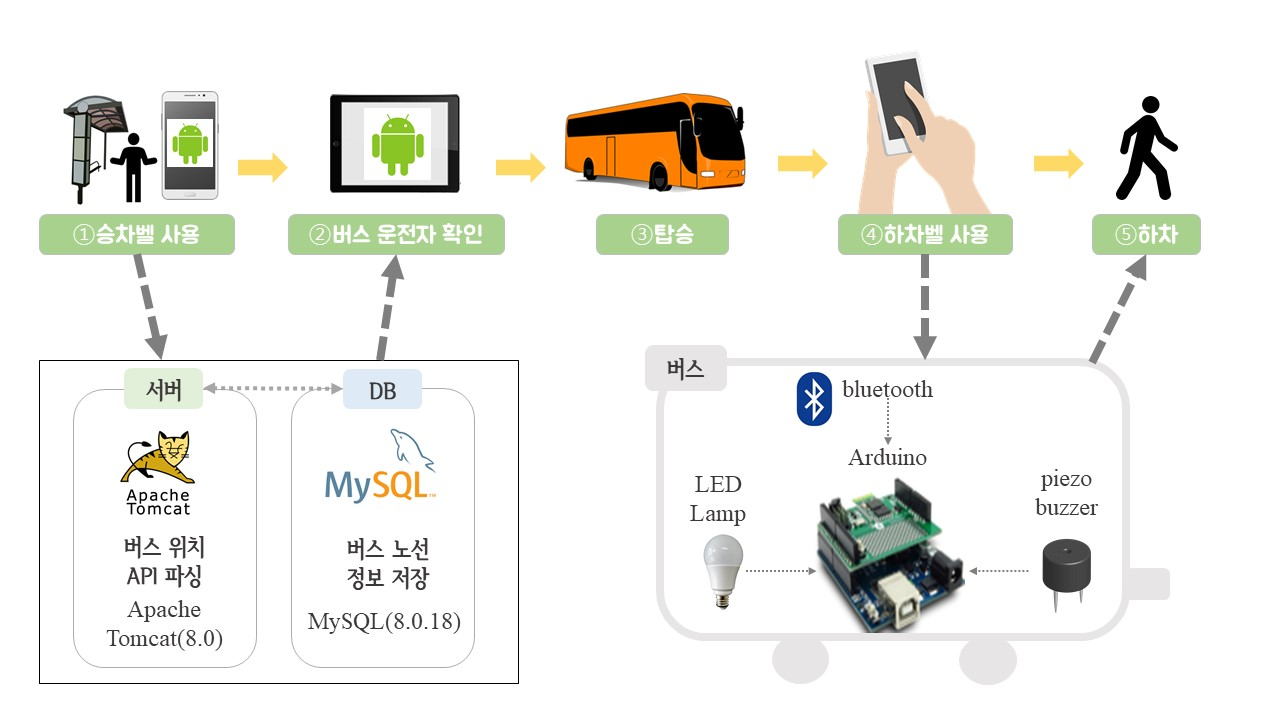 ①승차벨 사용
②버스 운전자 확인
③탑승
④하차벨 사용
⑤하차
서버
DB
Apache
Tomcat
버스 위치
API 파싱
Apache
Tomcat(8.0)
MySQL™
버스 노선
정보 저장
MySQL(8.0.18)
버스
bluetooth
Arduino
LED
Lamp
piezo
buzzer